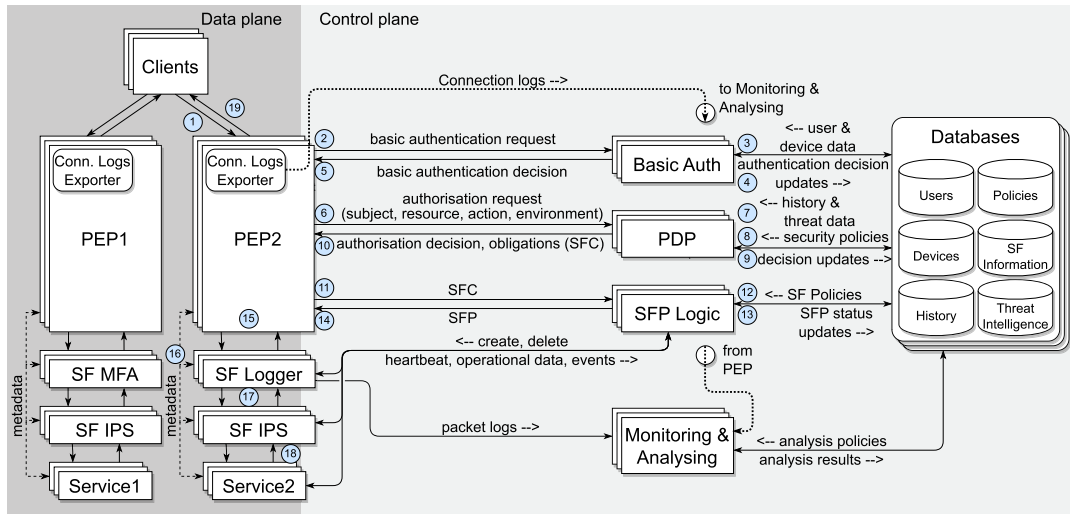 Data plane
Control plane
Clients
Connection logs -->
to Monitoring &
Analysing
1
19
PEP1
Conn. Logs
Exporter
PEP2
Conn. Logs
Exporter
2
basic authentication request
5
basic authentication decision
Basic Auth
3
<-- user &
device data
authentication decision
4
updates -->
authorisation request
6
(subject, resource, action, environment)
10
authorisation decision, obligations (SFC)
PDP
7
<-- history &
threat data
8
<-- security policies
9
decision updates -->
11
SFC
14
SFP
SFP Logic
12
<-- SF Policies
13
SFP status
updates -->
Databases
Users
Policies
Devices
SF
Information
History
Threat
Intelligence
15
16
<-- create, delete
heartbeat, operational data, events -->
from
PEP
SF MFA
SF Logger
17
metadata
metadata
SF IPS
SF IPS
packet logs -->
Monitoring &
Analysing
<-- analysis policies
analysis results -->
18
Service1
Service2